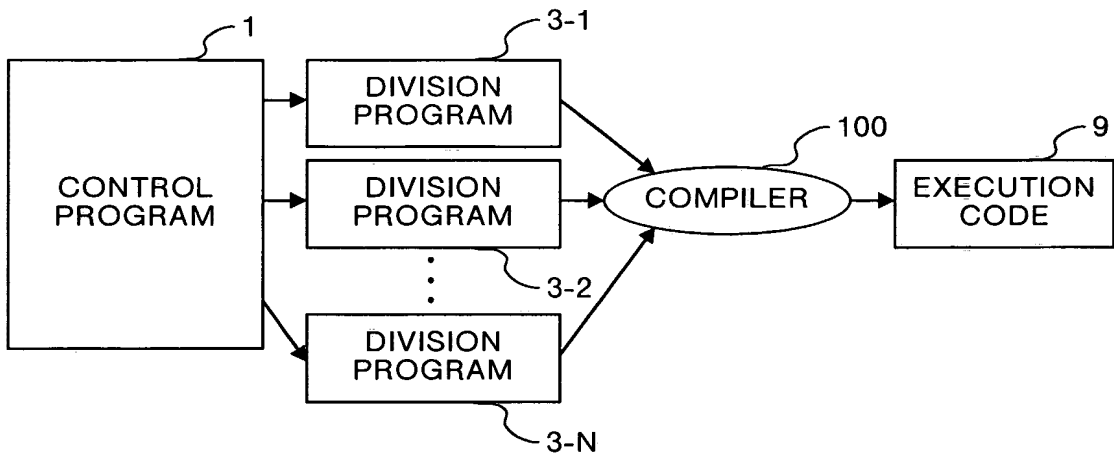 1
3-1
DIVISION
PROGRAM
100
9
CONTROL
PROGRAM
DIVISION
PROGRAM
COMPILER
EXECUTION
CODE
3-2
DIVISION
PROGRAM
3-N